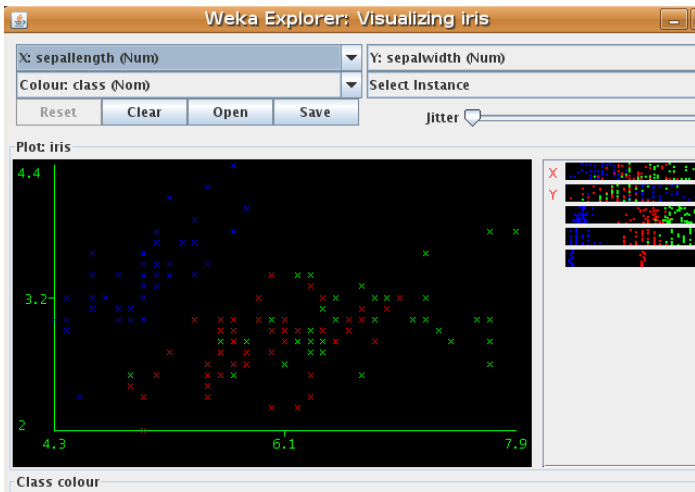 Weka Explorer: Visualizing iris
X: sepallength (Num)
Y: sepalwidth (Num)
Colour: class (Nom)
Select Instance
Reset
Clear
Open
Save
Jitter
Plot: iris
4.4
3.2
2
4.3
6.1
7.9
X
Y
Class colour